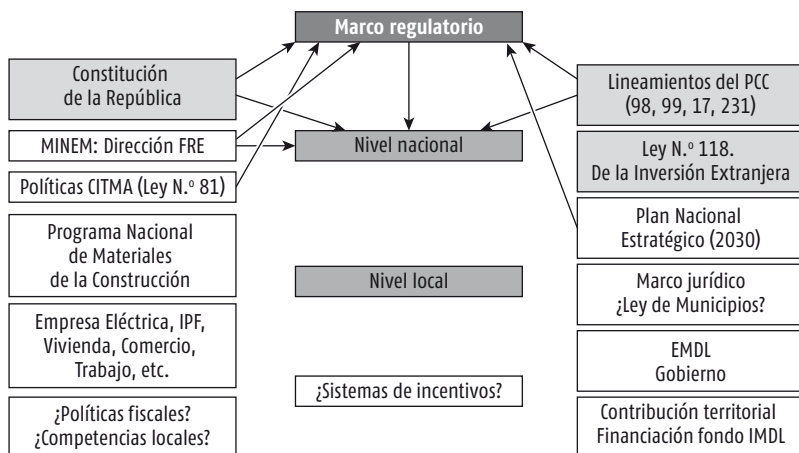 Marco regulatorio
Constitución
de la República
MINEM: Dirección FRE
Políticas CITMA (Ley N.º 81)
Programa Nacional
de Materiales
de la Construcción
Empresa Eléctrica, IPF,
Vivienda, Comercio,
Trabajo, etc.
¿Políticas fiscales?
¿Competencias locales?
Nivel nacional
Nivel local
¿Sistemas de incentivos?
Lineamientos del PCC
(98, 99, 17, 231)
Ley N.º 118.
De la Inversión Extranjera
Plan Nacional
Estratégico (2030)
Marco jurídico
¿Ley de Municipios?
EMDL
Gobierno
Contribución territorial
Financiación fondo IMDL